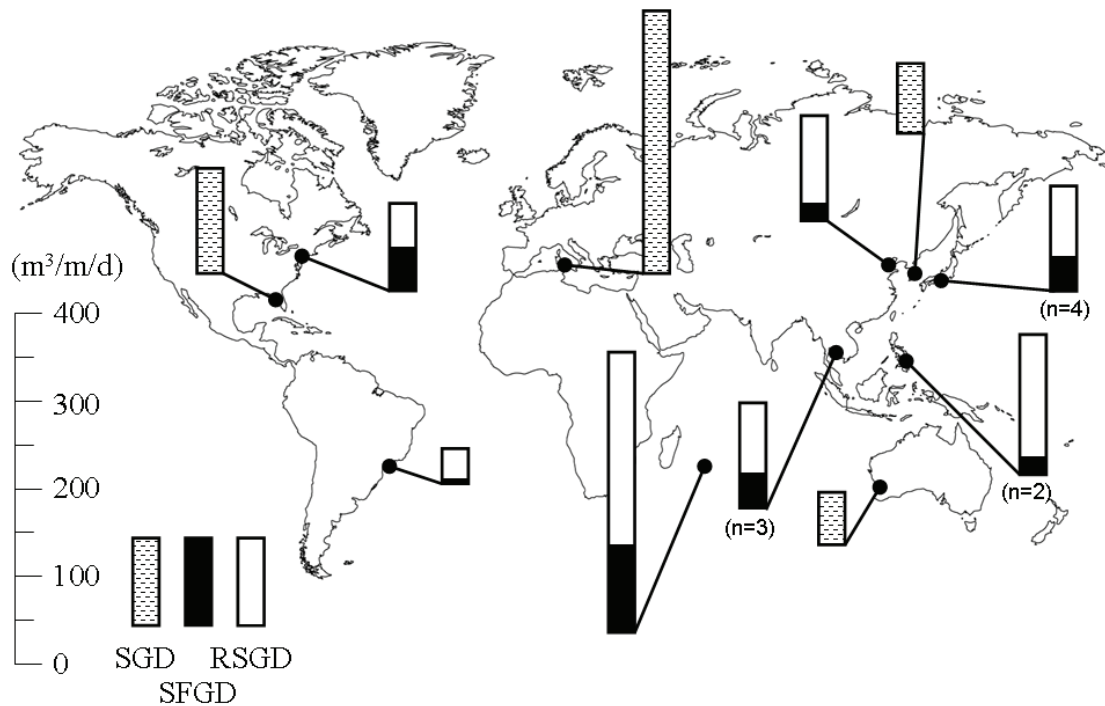 (m³/m/d)
400
300
200
100
0
SGD
RSGD
SFGD
(n=4)
(n=2)
(n=3)